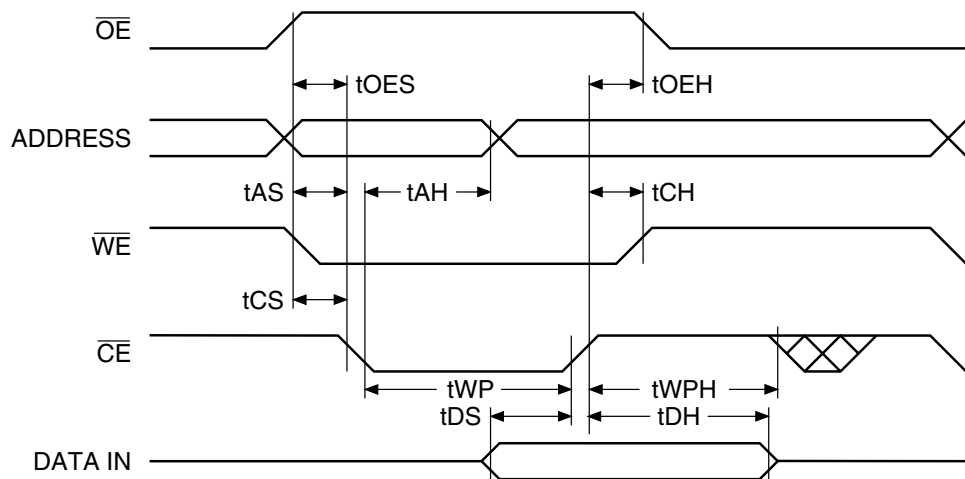 OE
tOES tOEH
ADDRESS
tAS tAH tCH
WE
tCS
CE
tWP tWPH
tDS tDH
DATA IN